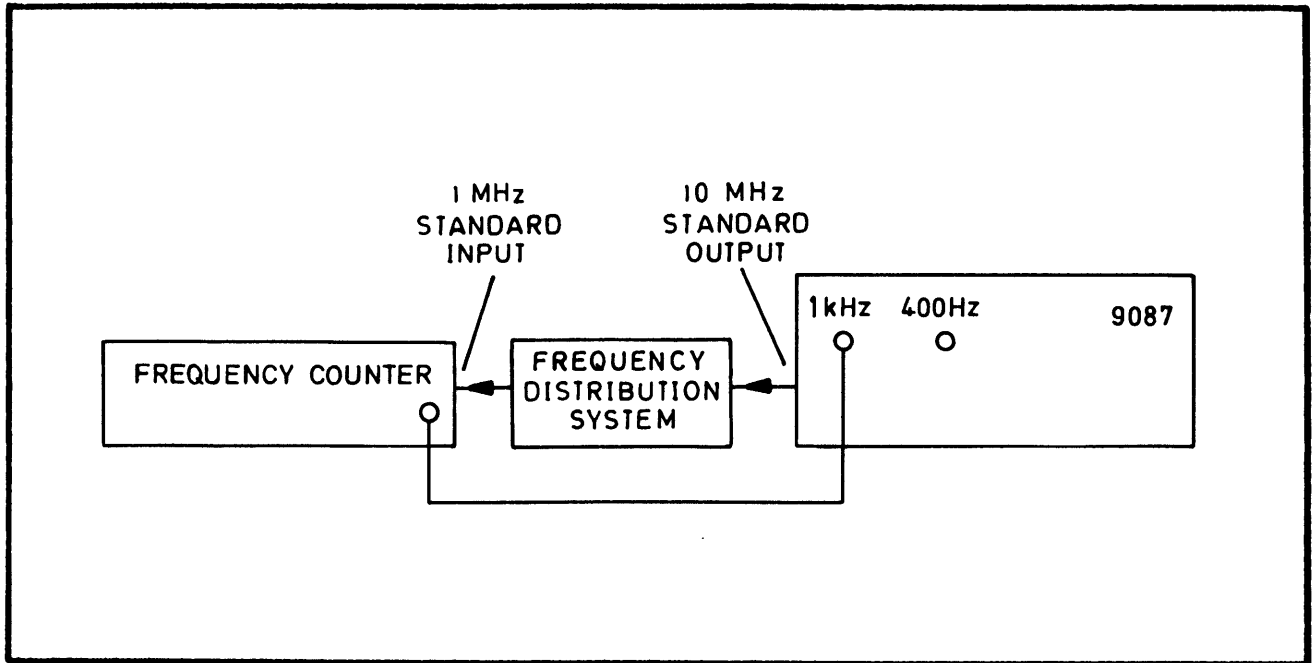 1 MHz
STANDARD
INPUT
10 MHz
STANDARD
OUTPUT
1kHz 400Hz
9087
FREQUENCY COUNTER
FREQUENCY
DISTRIBUTION
SYSTEM